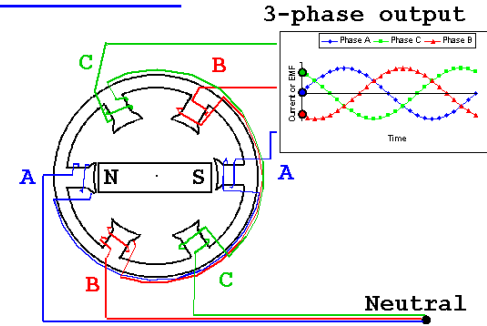 3-phase output
Phase A Phase C Phase B
Current or EMF
Time
C
B
A
N S
A
B
C
Neutral